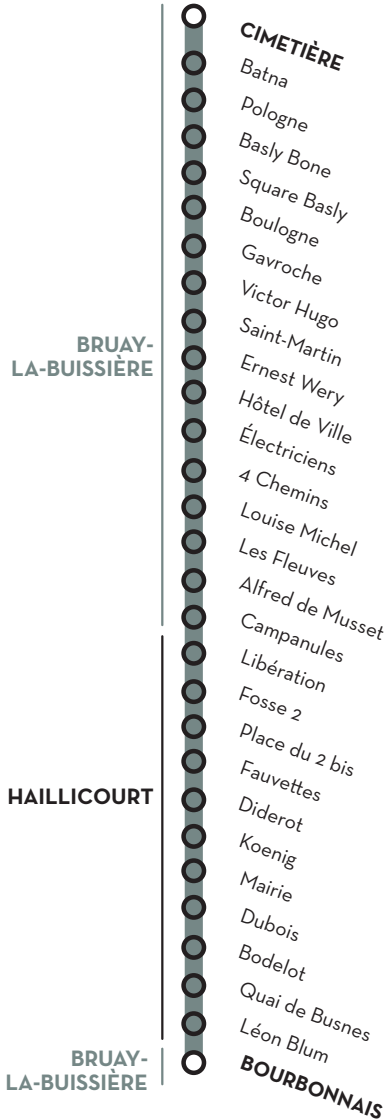 CIMETIÈRE
Batna
Pologne
Basly Bone
Square Basly
Boulogne
Gavroche
Victor Hugo
Saint-Martin
Ernest Wery
Hôtel de Ville
Électriciens
4 Chemins
Louise Michel
Les Fleuves
Alfred de Musset
Campanules
BRUAY-
LA-BUISSIÈRE
Libération
Fosse 2
Place du 2 bis
Fauvettes
Diderot
Koenig
Mairie
Dubois
Bodelot
Quai de Busnes
Léon Blum
HAILLICOURT
BOURBONNAIS
BRUAY-
LA-BUISSIÈRE